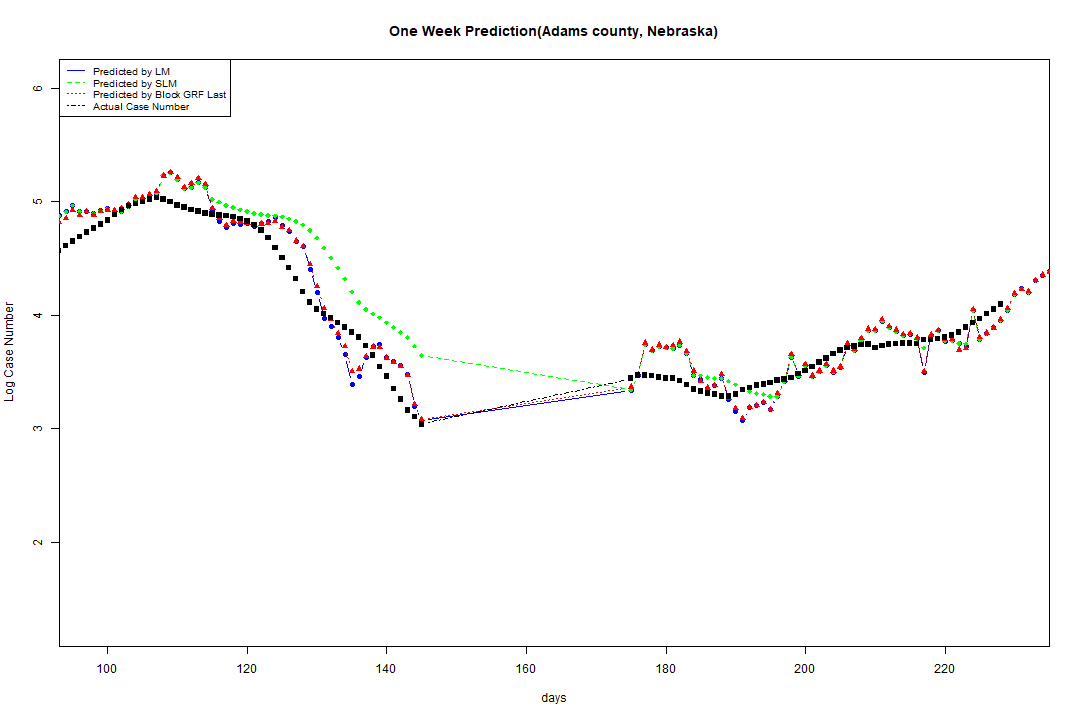 One Week Prediction(Adams county, Nebraska)
Predicted by LM
Predicted by SLM
Predicted by Block GRF Last
Actual Case Number
6
5
4
3
2
Log Case Number
100 120 140 160 180 200 220
days